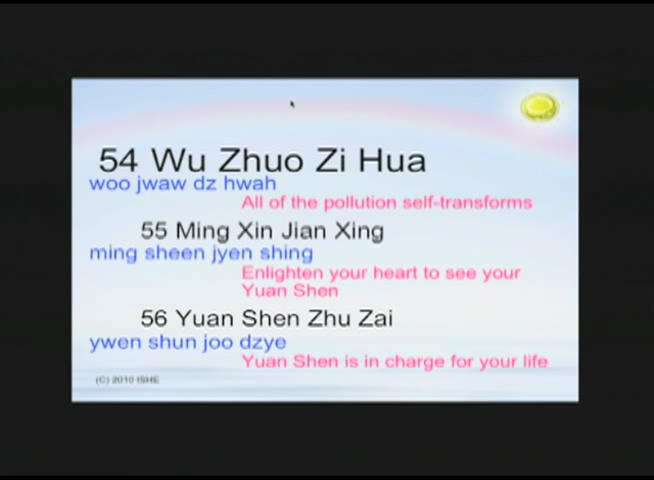 54 Wu Zhuo Zi Hua
woo jwaw dz hwah
All of the pollution self-transforms
55 Ming Xin Jian Xing
ming sheen jyen shing
Enlighten your heart to see your
Yuan Shen
56 Yuan Shen Zhu Zai
ywen shun joo dzye
Yuan Shen is in charge for your life
(C) 2010 ISHE